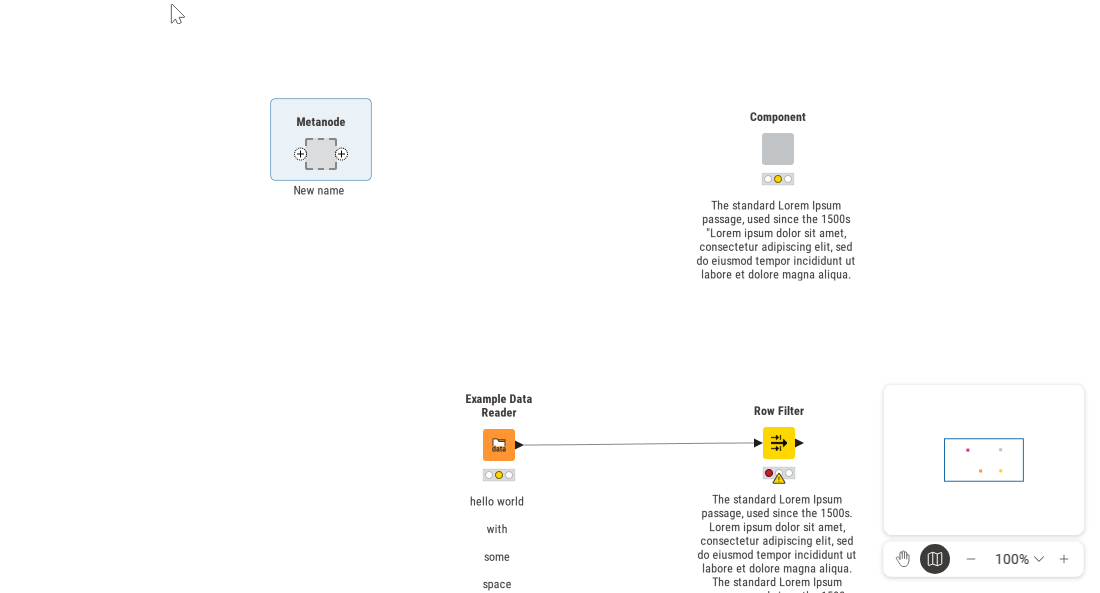 Metanode
New name
Component
The standard Lorem Ipsum
passage, used since the 1500s
"Lorem ipsum dolor sit amet,
consectetur adipiscing elit, sed
do eiusmod tempor incididunt ut
labore et dolore magna aliqua.
Example Data
Reader
data
hello world
with
some
space
Row Filter
The standard Lorem Ipsum
passage, used since the 1500s.
Lorem ipsum dolor sit amet,
consectetur adipiscing elit, sed
do eiusmod tempor incididunt ut
labore et dolore magna aliqua.
The standard Lorem Ipsum
100%